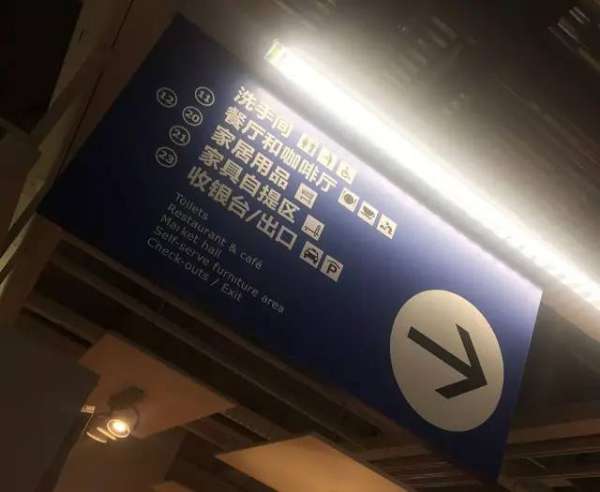 11 洗手间
12 20 餐厅和咖啡厅
21 家居用品
23 家具自提区
收银台/出口 P
Toilets
Restaurant & café
Market hall
Self-serve furniture area
Check-outs / Exit